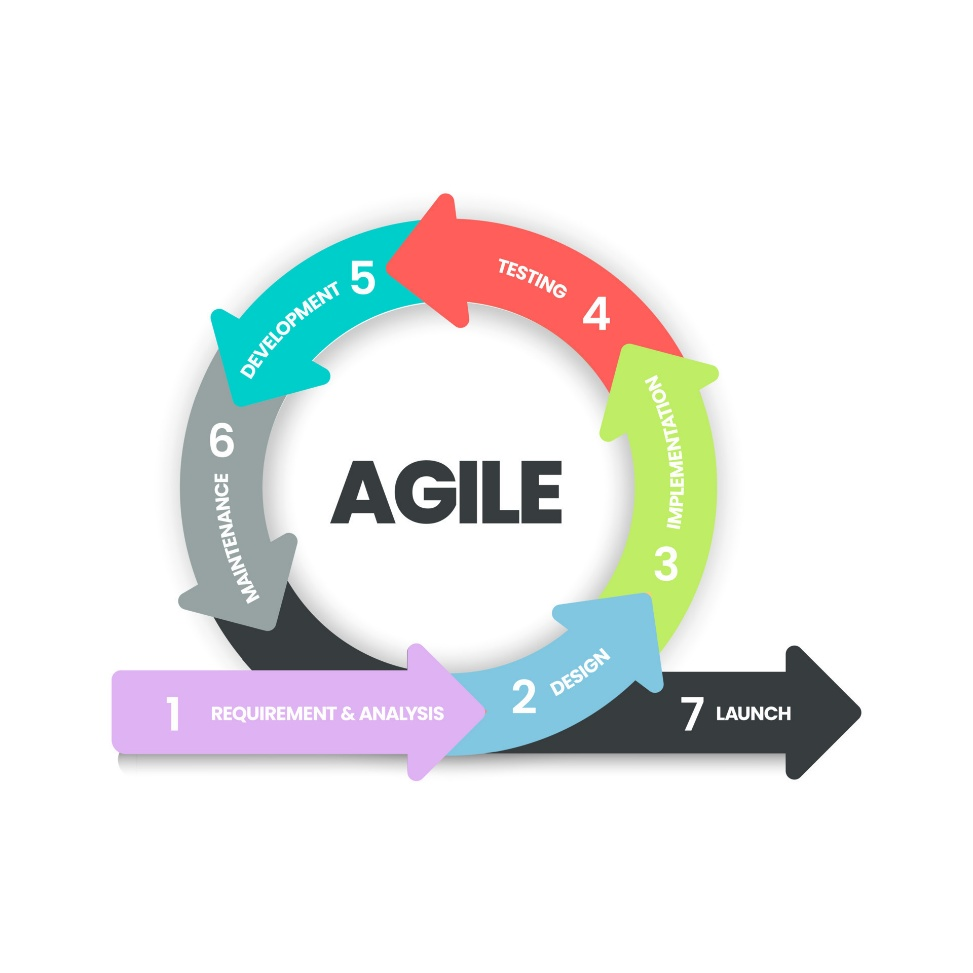 AGILE
1 REQUIREMENT & ANALYSIS
2 DESIGN
3 IMPLEMENTATION
4 TESTING
5 DEVELOPMENT
6 MAINTENANCE
7 LAUNCH